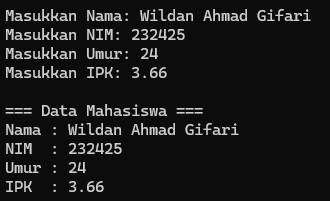 Masukkan Nama: Wildan Ahmad Gifari
Masukkan NIM: 232425
Masukkan Umur: 24
Masukkan IPK: 3.66

=== Data Mahasiswa ===
Nama : Wildan Ahmad Gifari
NIM  : 232425
Umur : 24
IPK  : 3.66